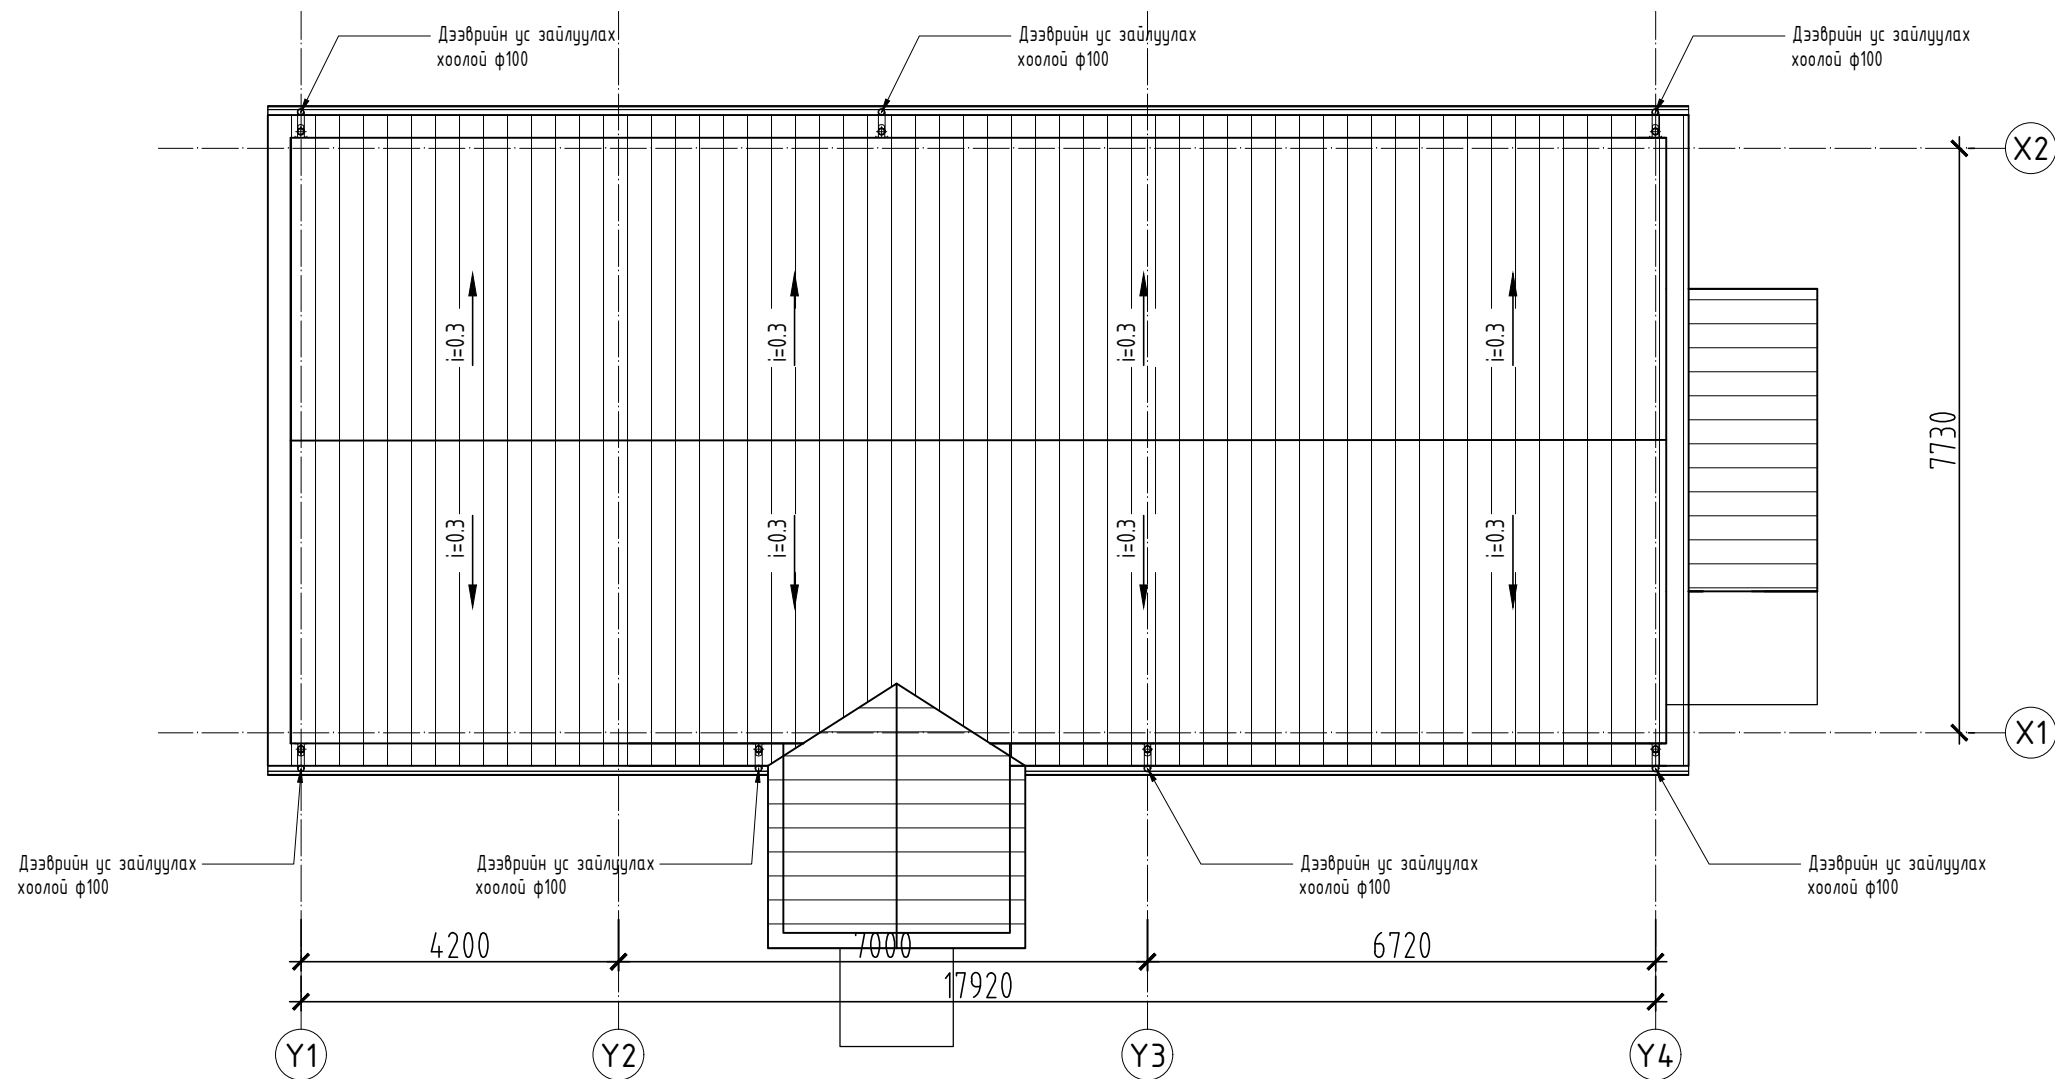 Дээврийн ус зайлуулах
хоолой ф100
Дээврийн ус зайлуулах
хоолой ф100
Дээврийн ус зайлуулах
хоолой ф100
X2
i=0.3
i=0.3
i=0.3
i=0.3
7730
i=0.3
i=0.3
i=0.3
i=0.3
X1
Дээврийн ус зайлуулах
хоолой ф100
Дээврийн ус зайлуулах
хоолой ф100
Дээврийн ус зайлуулах
хоолой ф100
Дээврийн ус зайлуулах
хоолой ф100
4200
7000
6720
17920
Y1
Y2
Y3
Y4